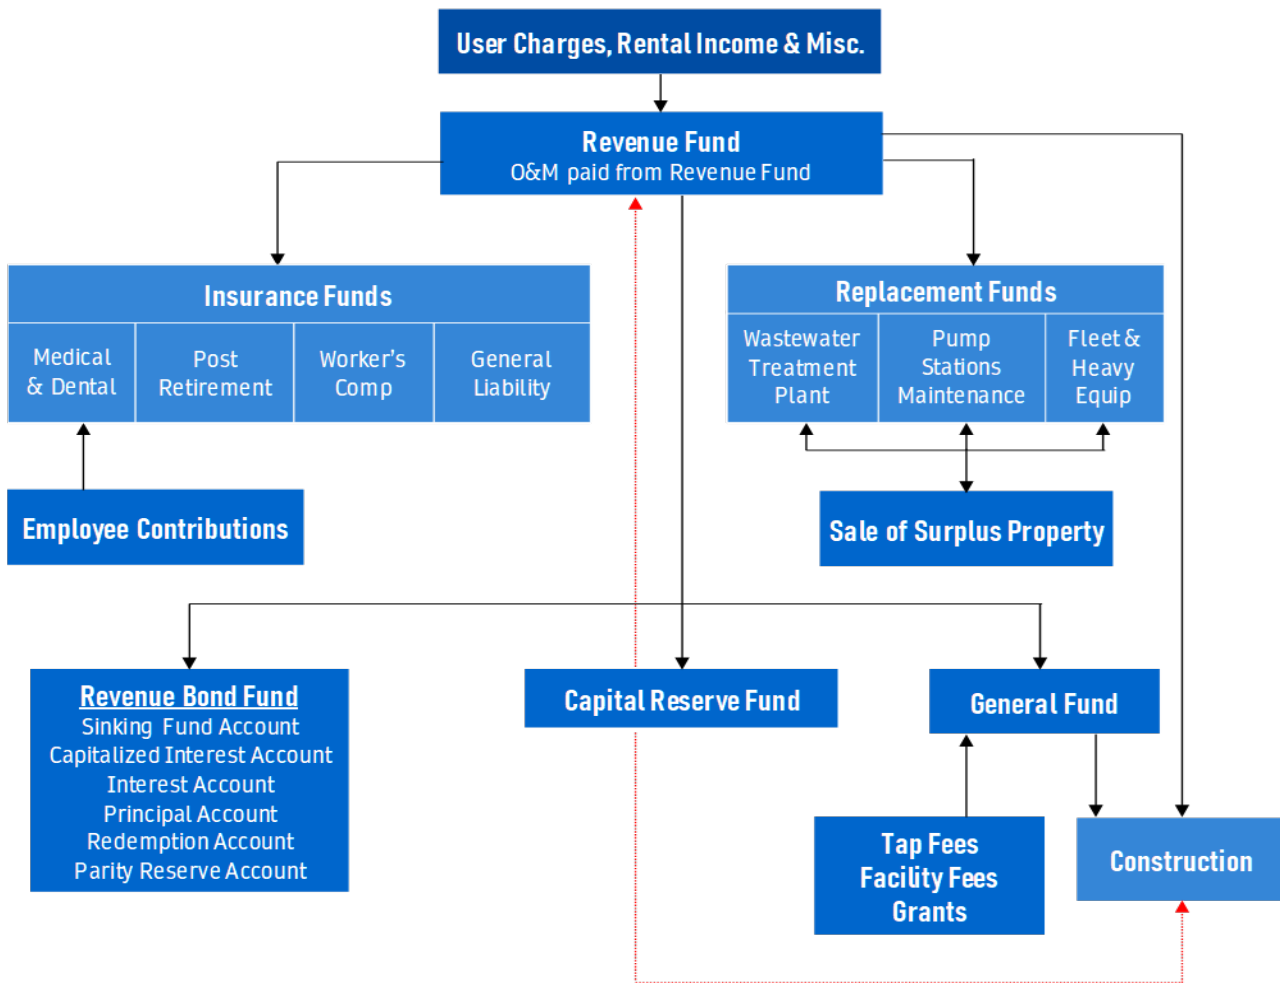 User Charges, Rental Income & Misc.
Revenue Fund
O&M paid from Revenue Fund
Insurance Funds
Medical
& Dental
Post
Retirement
Worker's
Comp
General
Liability
Replacement Funds
Wastewater
Treatment
Plant
Pump
Stations
Maintenance
Fleet &
Heavy
Equip
Employee Contributions
Sale of Surplus Property
Revenue Bond Fund
Sinking Fund Account
Capitalized Interest Account
Interest Account
Principal Account
Redemption Account
Parity Reserve Account
Capital Reserve Fund
General Fund
Tap Fees
Facility Fees
Grants
Construction